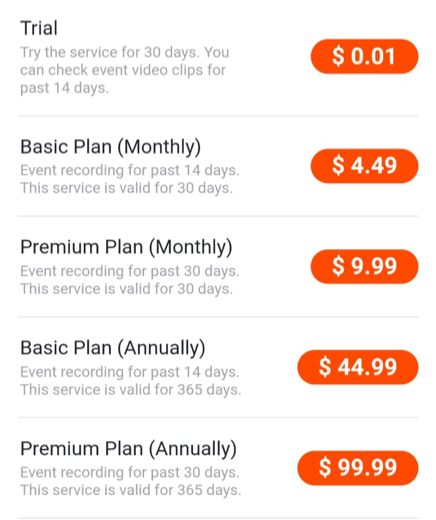 Trial
Try the service for 30 days. You
can check event video clips for
past 14 days.
$ 0.01
Basic Plan (Monthly)
Event recording for past 14 days.
This service is valid for 30 days.
$ 4.49
Premium Plan (Monthly)
Event recording for past 30 days.
This service is valid for 30 days.
$ 9.99
Basic Plan (Annually)
Event recording for past 14 days.
This service is valid for 365 days.
$ 44.99
Premium Plan (Annually)
Event recording for past 30 days.
This service is valid for 365 days.
$ 99.99